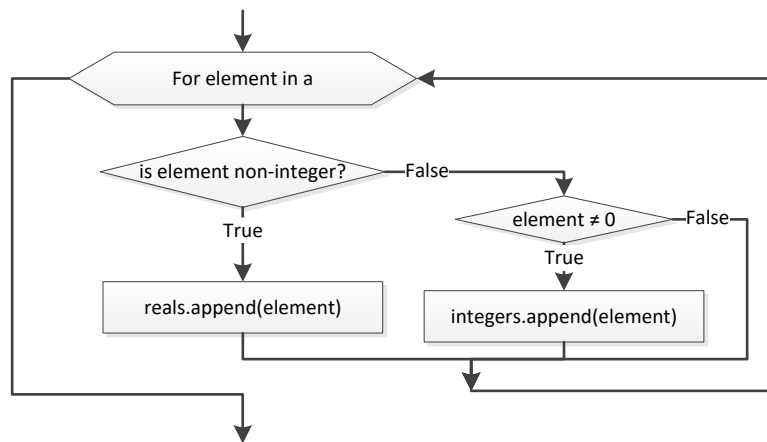 For element in a
is element non-integer?
False
element ≠ 0
False
True
True
reals.append(element)
integers.append(element)